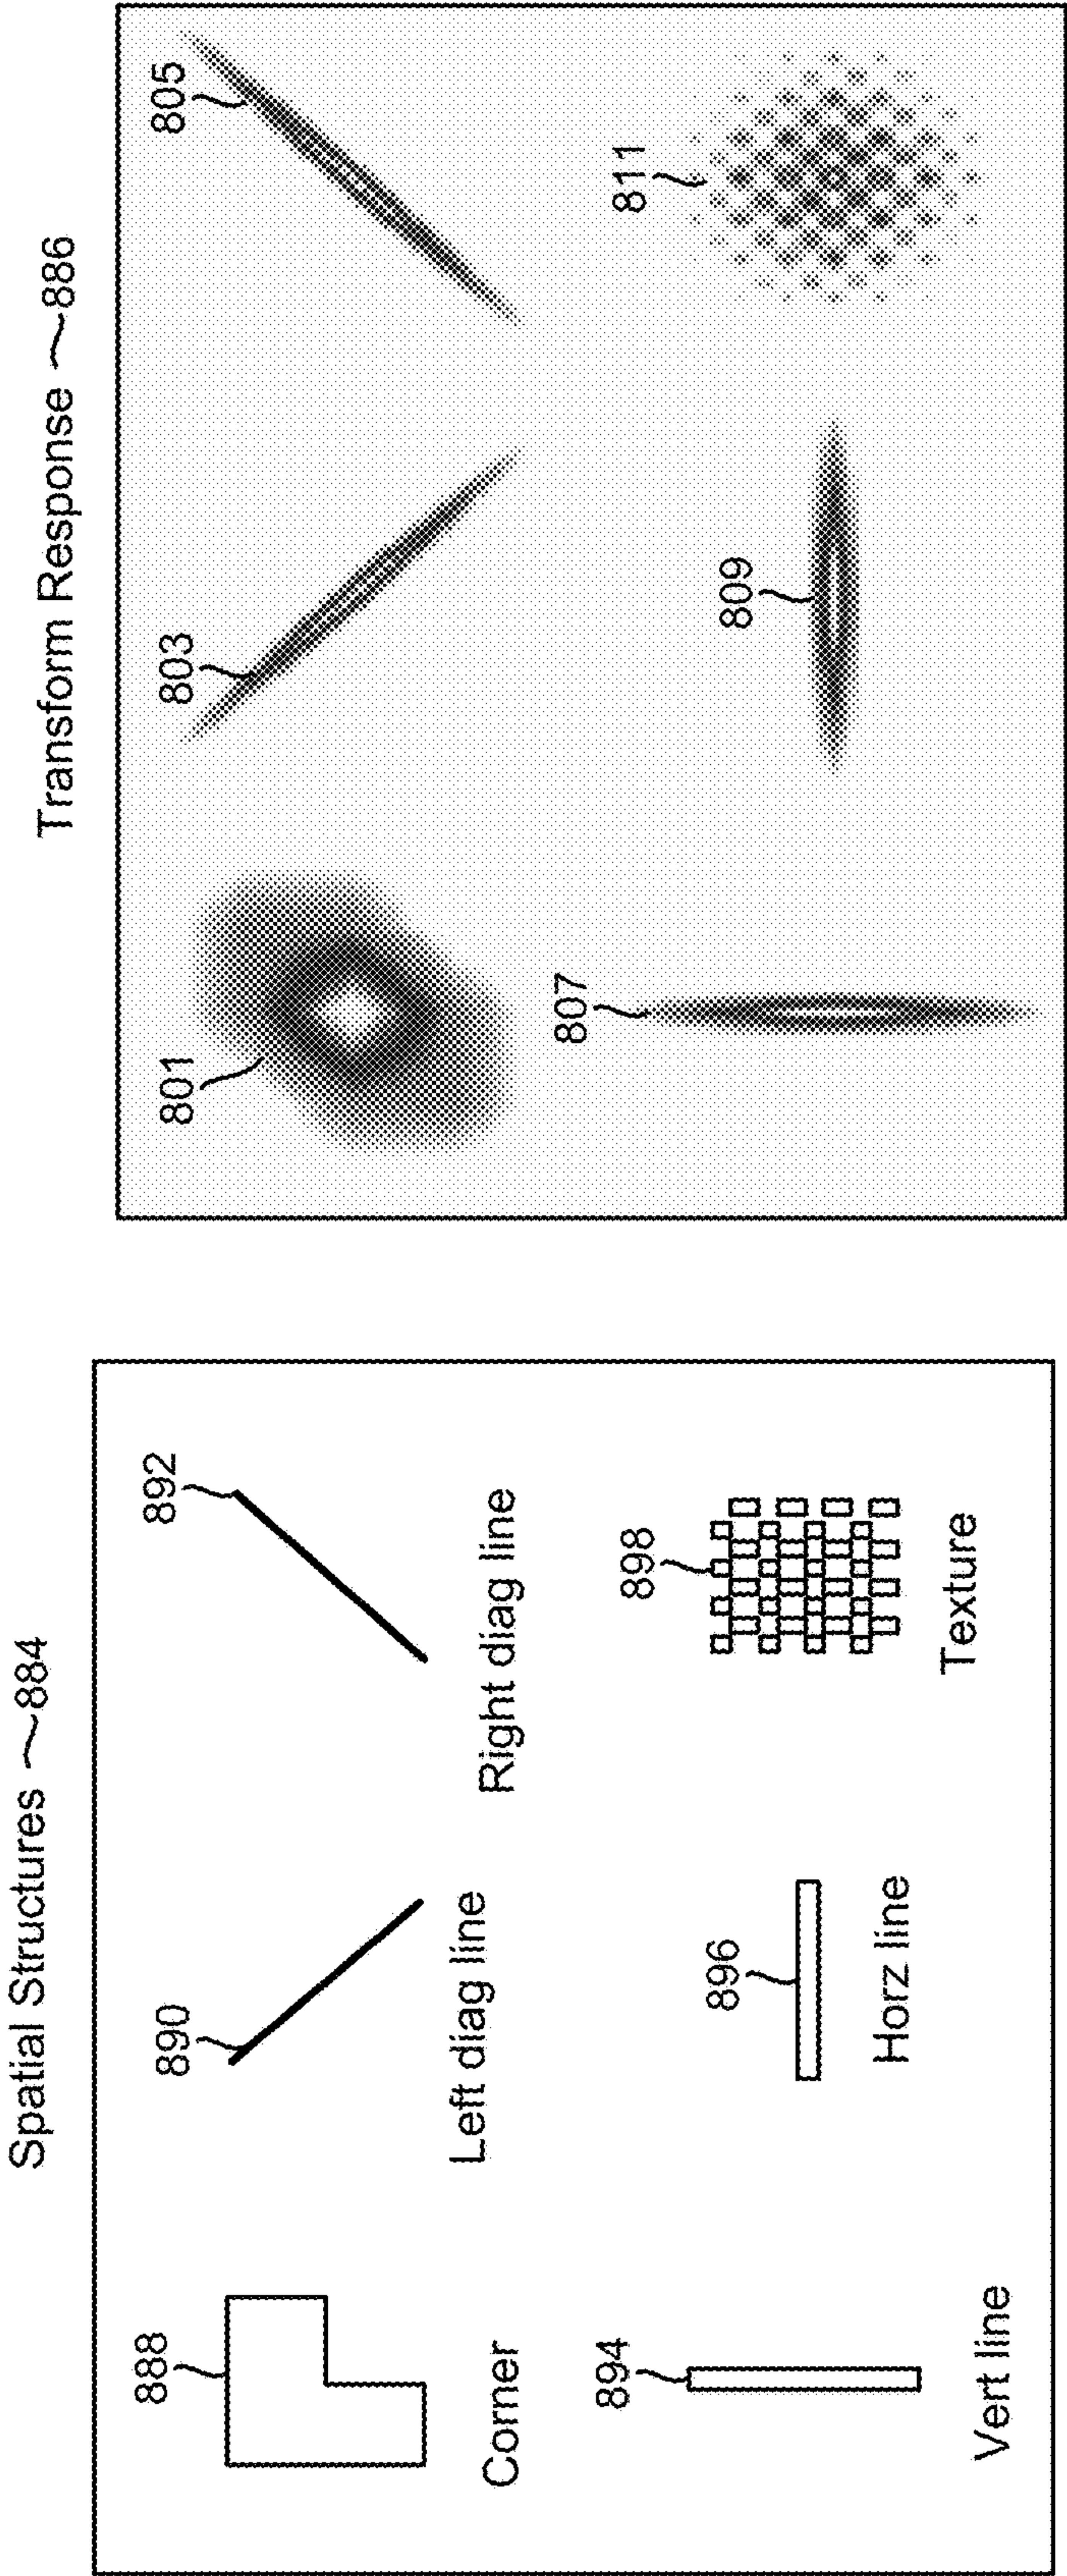 Spatial Structures ~884
888
Corner
890
Left diag line
892
Right diag line
894
Vert line
896
Horz line
898
Texture
Transform Response ~886
801
803
805
807
809
811